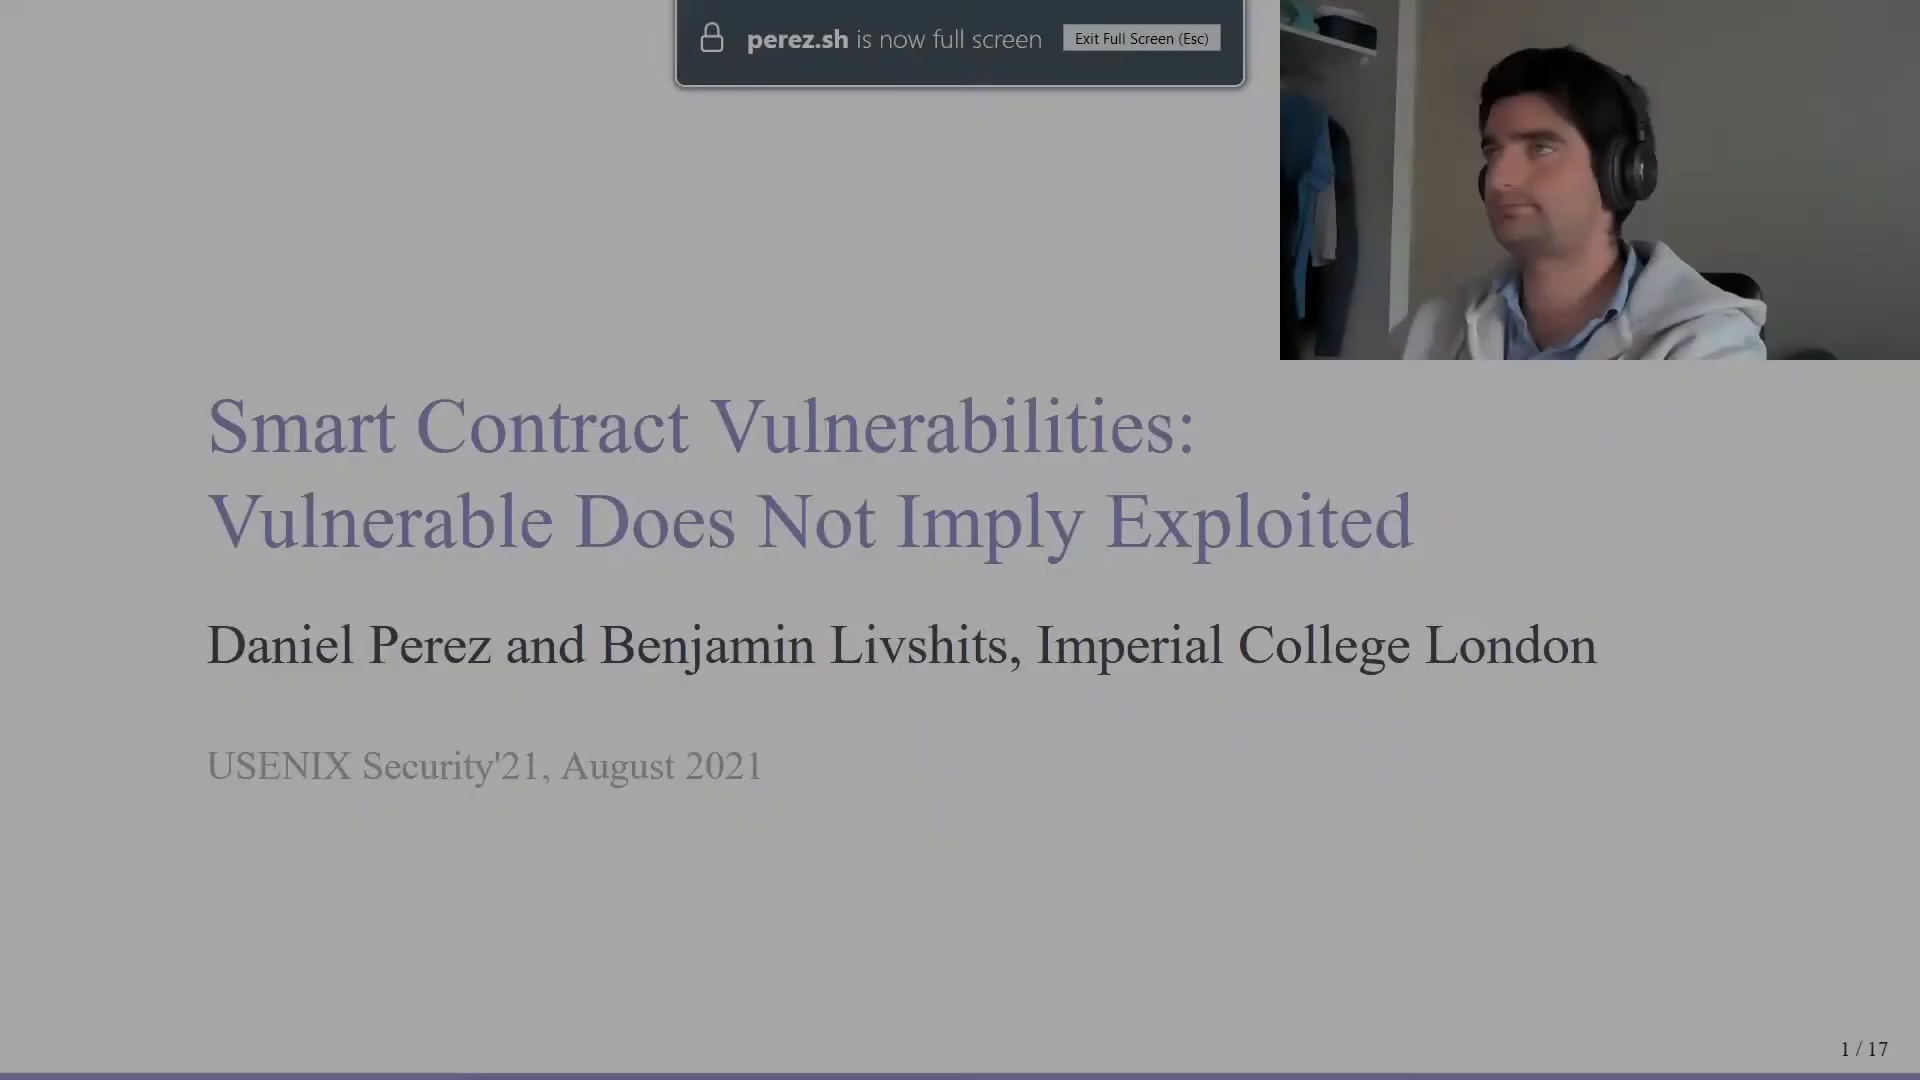 perez.sh is now full screen Exit Full Screen (Esc)
Smart Contract Vulnerabilities:
Vulnerable Does Not Imply Exploited
Daniel Perez and Benjamin Livshits, Imperial College London
USENIX Security'21, August 2021
1 / 17